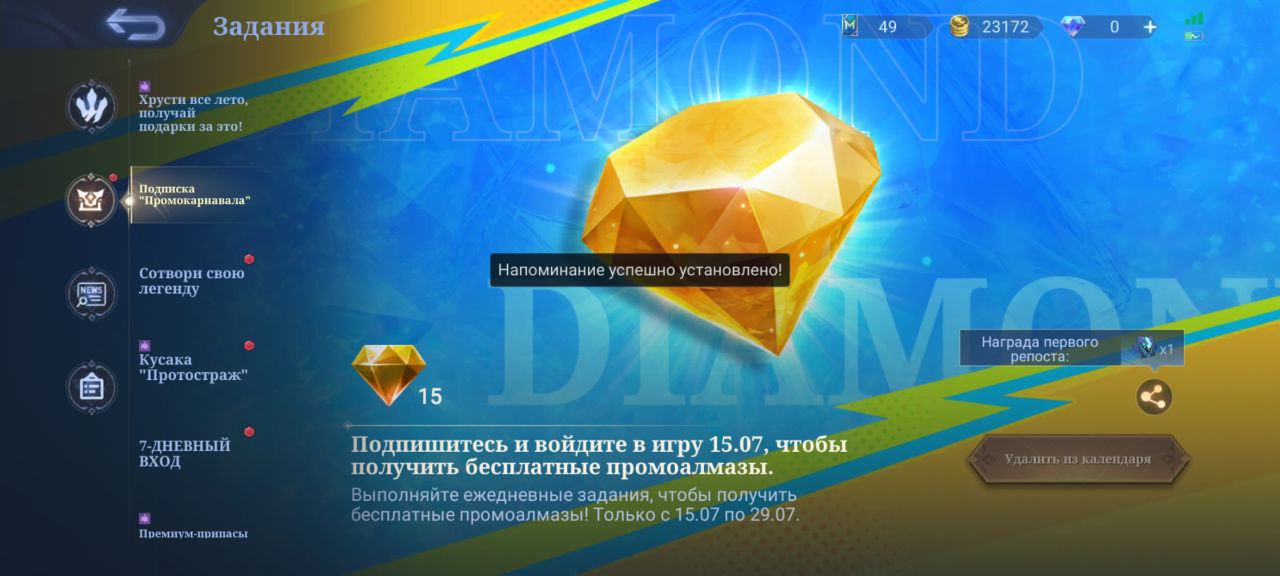 Задания
49
23172
0
+
Хрусти все лето,
получай
подарки за это!
Подписка
"Промокарнавала"
NEWS
Сотвори свою
легенду
Кусака
"Протостраж"
7-ДНЕВНЫЙ
ВХОД
Премиум-припасы
DIAMOND
Напоминание успешно установлено!
DIAMON
15
Награда первого
репоста:
x1
Подпишитесь и войдите в игру 15.07, чтобы
получить бесплатные промоалмазы.
Удалить из календаря
Выполняйте ежедневные задания, чтобы получить
бесплатные промоалмазы! Только с 15.07 по 29.07.